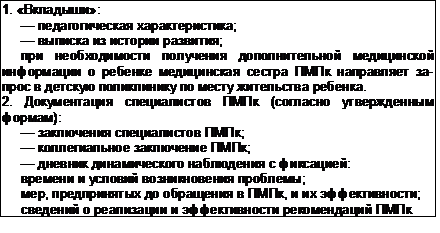 1. «Вкладыши»:
— педагогическая характеристика;
— выписка из истории развития;
при необходимости получения дополнительной медицинской
информации о ребенке медицинская сестра ПМПк направляет за-
прос в детскую поликлинику по месту жительства ребенка.
2. Документация специалистов ПМПк (согласно утвержденным
формам):
— заключения специалистов ПМПк;
— коллегиальное заключение ПМПк;
— дневник динамического наблюдения с фиксацией:
времени и условий возникновения проблемы;
мер, предпринятых до обращения в ПМПк, и их эффективности;
сведений о реализации и эффективности рекомендаций ПМПк